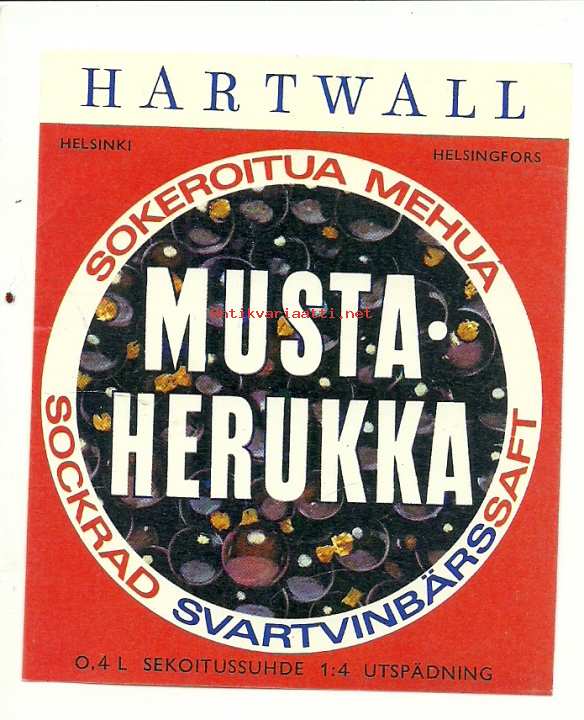 HARTWALL
HELSINKI
HELSINGFORS
SOKEROITUA MEHUA
MUSTA-
HERUKKA
antikvariaatti.net
SOCKRAD SVARTVINBÄRSSAFT
0,4 L SEKOITUSSUHDE 1:4 UTSPÄDNING